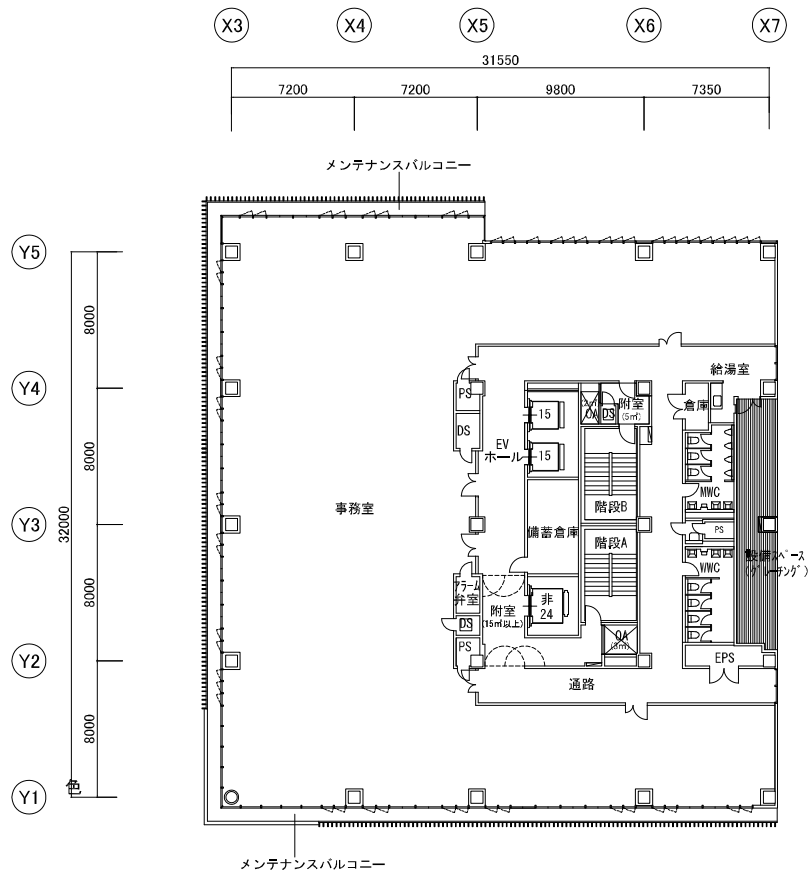 X3 X4 X5 X6 X7
31550
7200 7200 9800 7350
メンテナンスバルコニー
Y5
8000
Y4
給湯室
PS
倉庫
附室
(5㎡)
DS
OA
(2㎡)
15
DS
EV
ホール
15
8000
MWC
階段B
事務室
Y3
32000
備蓄倉庫
PS
階段A
設備スペース
(グレーチング)
WWC
8000
アラーム
弁室
附室
(15㎡以上)
非
24
DS
OA
(3㎡)
PS
EPS
Y2
通路
8000
色
Y1
メンテナンスバルコニー